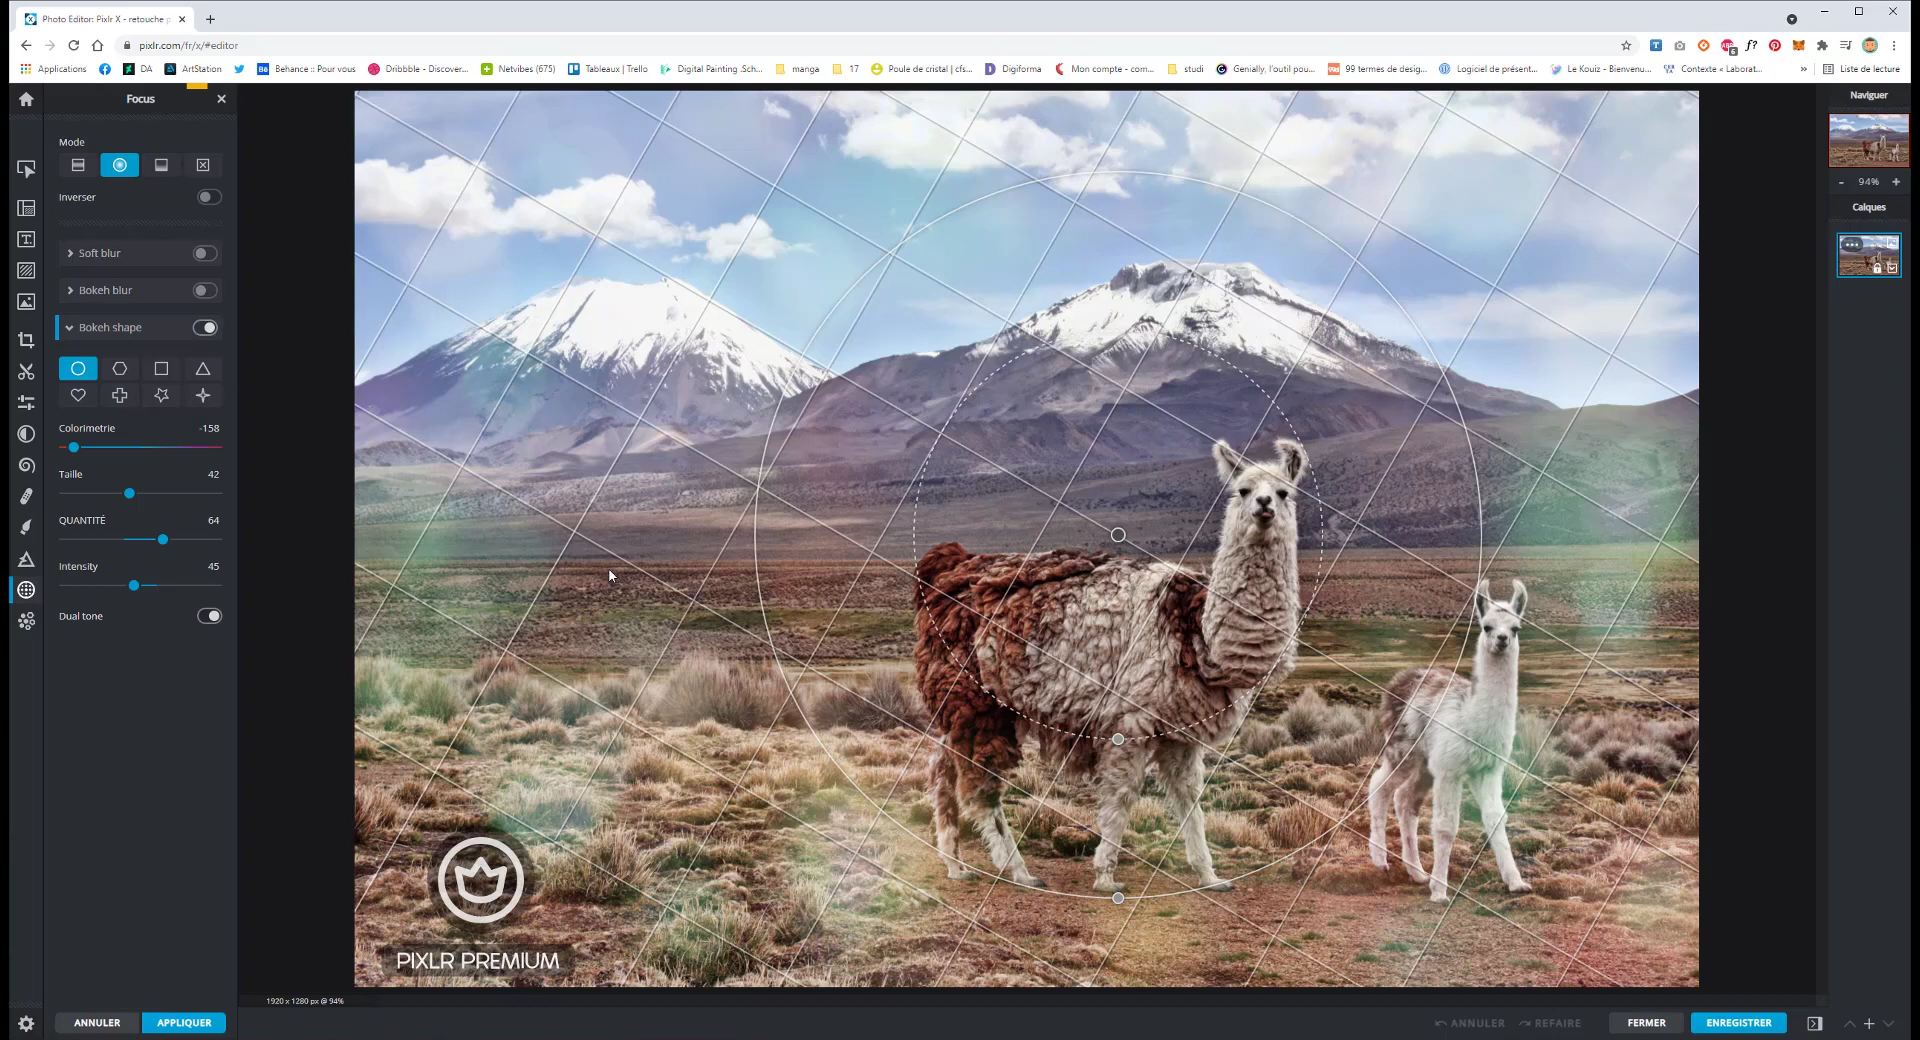 Photo Editor: Pixlr X - retouche
pixlr.com/fr/x/#editor
Applications
DA
ArtStation
Behance :: Pour vous
Dribbble - Discover...
Netvibes (675)
Tableaux | Trello
Digital Painting .Sch...
manga
17
Poule de cristal | cfs...
Digiforma
Mon compte - com...
studi
Genially, l'outil pou...
99 termes de desig...
Logiciel de présent...
Le Kouiz - Bienvenu...
Contexte « Laborat...
»
Liste de lecture
Focus
Mode
Inverser
Soft blur
Bokeh blur
Bokeh shape
Colorimetrie -158
Taille 42
QUANTITÉ 64
Intensity 45
Dual tone
ANNULER APPLIQUER
PIXLR PREMIUM
1920 x 1280 px @ 94%
Naviguer
- 94% +
Calques
ANNULER REFAIRE FERMER ENREGISTRER